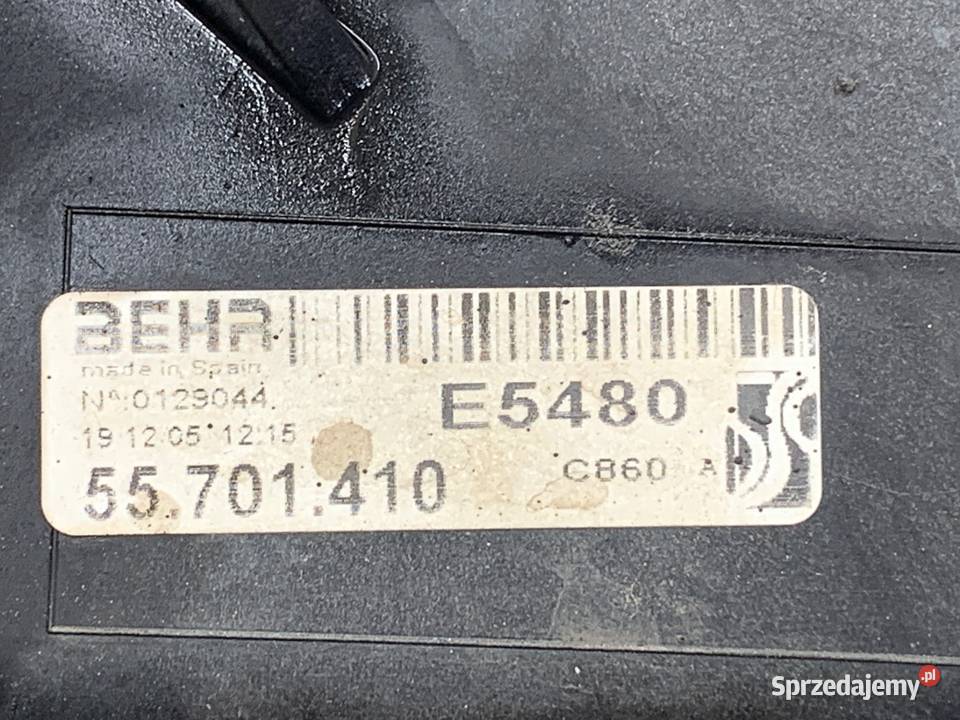 BEHR
made in Spain
Nº:0129044.
19.12.05 12:15
E5480
55.701.410
C860 A
Sprzedajemy.pl